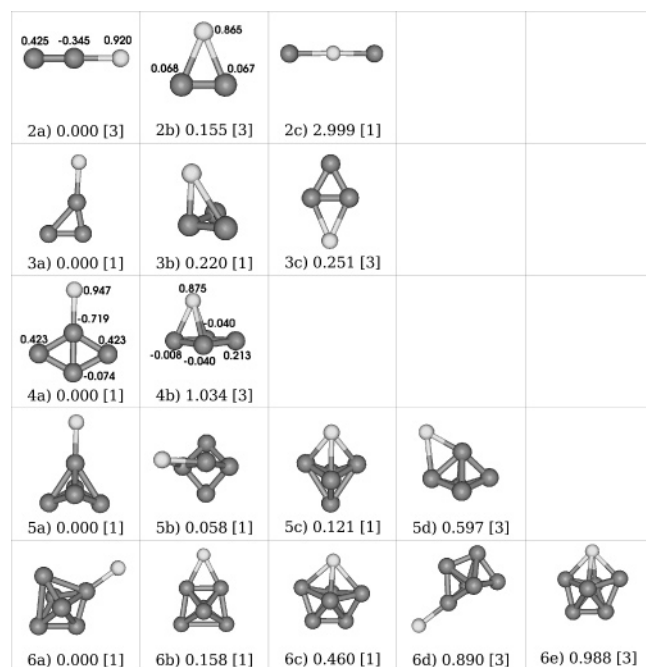 0.425 -0.345 0.920
0.865
0.068 0.067
2a) 0.000 [3] 2b) 0.155 [3] 2c) 2.999 [1]
3a) 0.000 [1] 3b) 0.220 [1] 3c) 0.251 [3]
0.947 0.875
-0.719 -0.040
0.423 0.423
-0.008 -0.040 0.213
-0.074
4a) 0.000 [1] 4b) 1.034 [3]
5a) 0.000 [1] 5b) 0.058 [1] 5c) 0.121 [1] 5d) 0.597 [3]
6a) 0.000 [1] 6b) 0.158 [1] 6c) 0.460 [1] 6d) 0.890 [3] 6e) 0.988 [3]